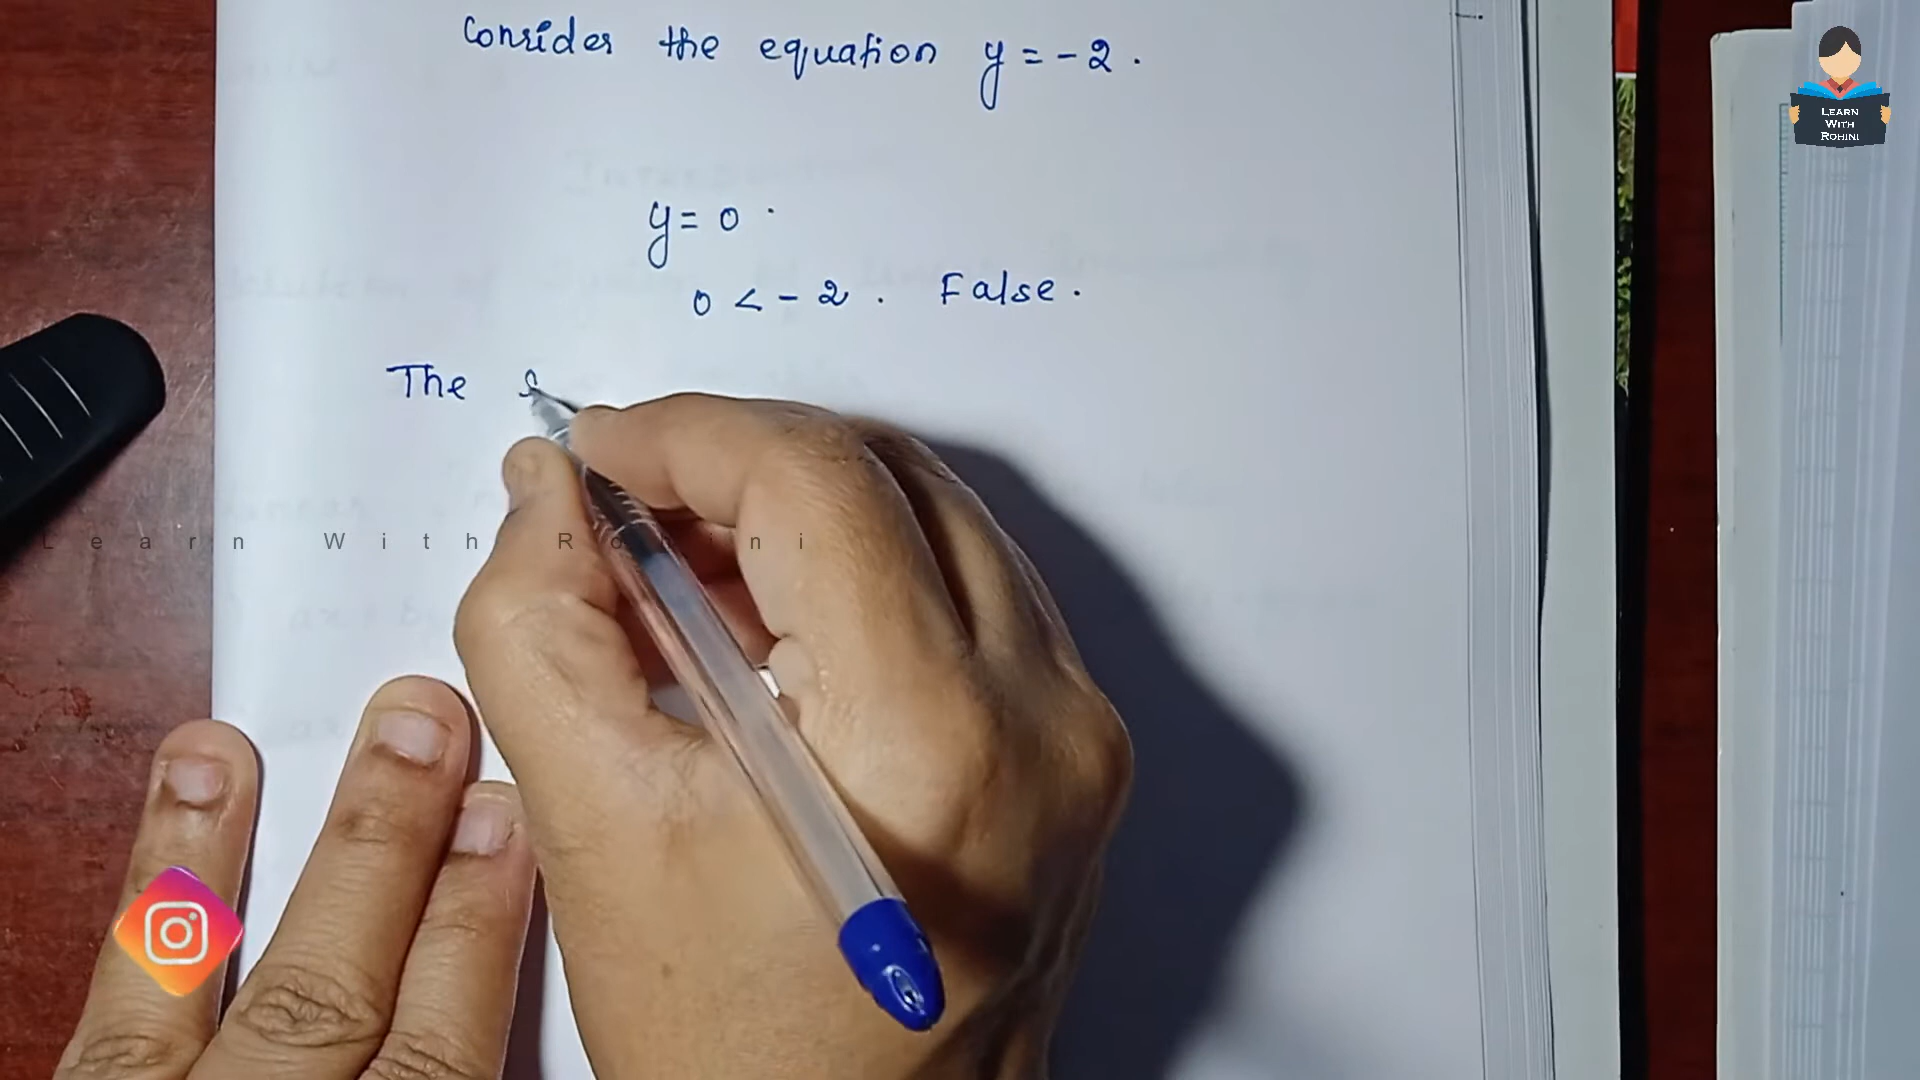 Consider the equation y = - 2 .
LEARN
WITH
ROHINI
y = 0 .
0 < - 2 . False .
The
Learn With Rohini